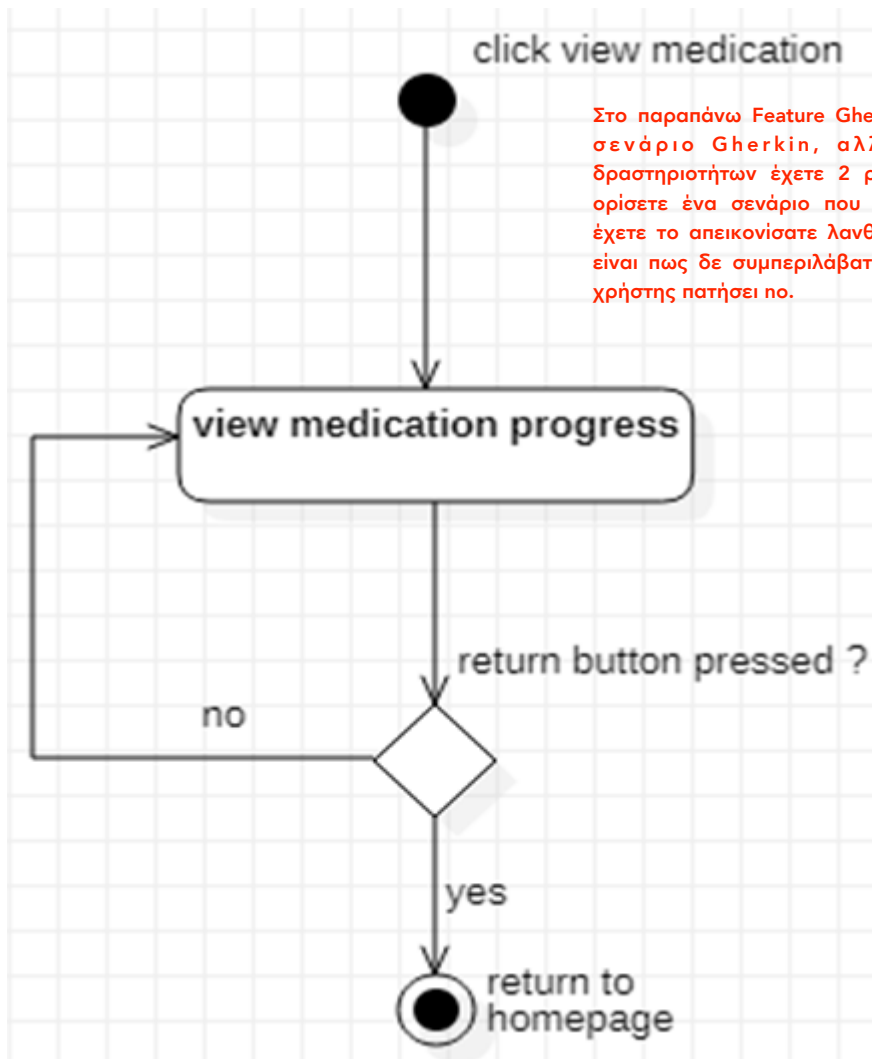 click view medication
Στο παραπάνω Feature
σενάριο Gherkin,
δραστηριοτήτων έχετε 2
ορίσετε ένα σενάριο που
έχετε το απεικονίσατε
είναι πως δε
χρήστης πατήσει no.
view medication progress
return button pressed ?
no
yes
return to
homepage